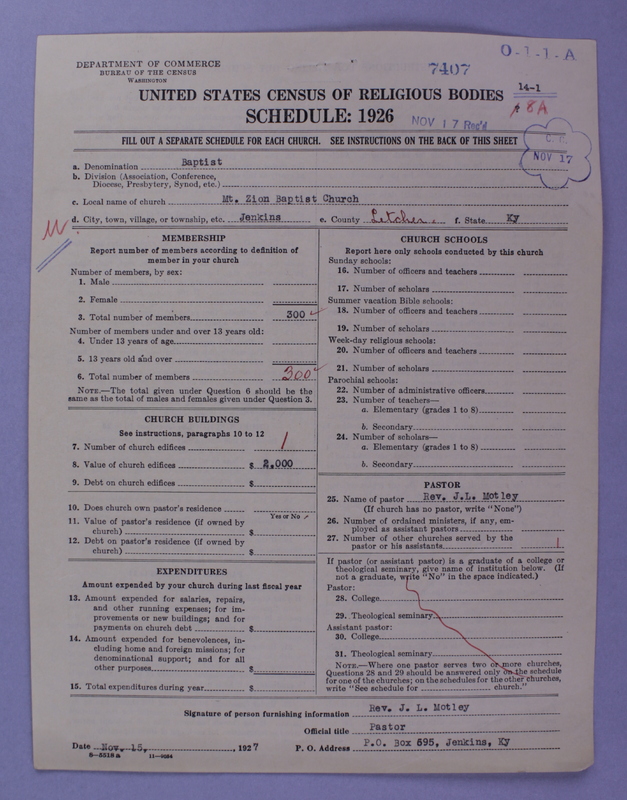 DEPARTMENT OF COMMERCE
BUREAU OF THE CENSUS
WASHINGTON
7407
O-1-1-A
14-1
8A
UNITED STATES CENSUS OF RELIGIOUS BODIES
SCHEDULE: 1926
NOV 17 Rec'd
FILL OUT A SEPARATE SCHEDULE FOR EACH CHURCH. SEE INSTRUCTIONS ON THE BACK OF THIS SHEET
NOV 17
a. Denomination Baptist
b. Division (Association, Conference,
Diocese, Presbytery, Synod, etc.)
c. Local name of church Mt. Zion Baptist Church
d. City, town, village, or township, etc. Jenkins e. County Letcher. f. State Ky
MEMBERSHIP
Report number of members according to definition of
member in your church
Number of members, by sex:
1. Male
2. Female
3. Total number of members 300
Number of members under and over 13 years old:
4. Under 13 years of age
5. 13 years old and over
6. Total number of members 300
NOTE.—The total given under Question 6 should be the
same as the total of males and females given under Question 3.
CHURCH BUILDINGS
See instructions, paragraphs 10 to 12
7. Number of church edifices 1
8. Value of church edifices $ 2,000
9. Debt on church edifices $
10. Does church own pastor's residence
Yes or No
11. Value of pastor's residence (if owned by
church) $
12. Debt on pastor's residence (if owned by
church) $
EXPENDITURES
Amount expended by your church during last fiscal year
13. Amount expended for salaries, repairs,
and other running expenses; for im-
provements or new buildings; and for
payments on church debt $
14. Amount expended for benevolences, in-
cluding home and foreign missions; for
denominational support; and for all
other purposes $
15. Total expenditures during year $
CHURCH SCHOOLS
Report here only schools conducted by this church
Sunday schools:
16. Number of officers and teachers
17. Number of scholars
Summer vacation Bible schools:
18. Number of officers and teachers
19. Number of scholars
Week-day religious schools:
20. Number of officers and teachers
21. Number of scholars
Parochial schools:
22. Number of administrative officers
23. Number of teachers—
a. Elementary (grades 1 to 8)
b. Secondary
24. Number of scholars—
a. Elementary (grades 1 to 8)
b. Secondary
PASTOR
25. Name of pastor Rev. J.L. Motley
(If church has no pastor, write "None")
26. Number of ordained ministers, if any, em-
ployed as assistant pastors
27. Number of other churches served by the
pastor or his assistants 1
If pastor (or assistant pastor) is a graduate of a college or
theological seminary, give name of institution below. (If
not a graduate, write "No" in the space indicated.)
Pastor:
28. College
29. Theological seminary
Assistant pastor:
30. College
31. Theological seminary
NOTE.—Where one pastor serves two or more churches,
Questions 28 and 29 should be answered only on the schedule
for one of the churches; on the schedules for the other churches,
write "See schedule for church."
Signature of person furnishing information Rev. J. L. Motley
Official title Pastor
Date Nov. 15, , 1927 P. O. Address P.O. Box 595, Jenkins, Ky